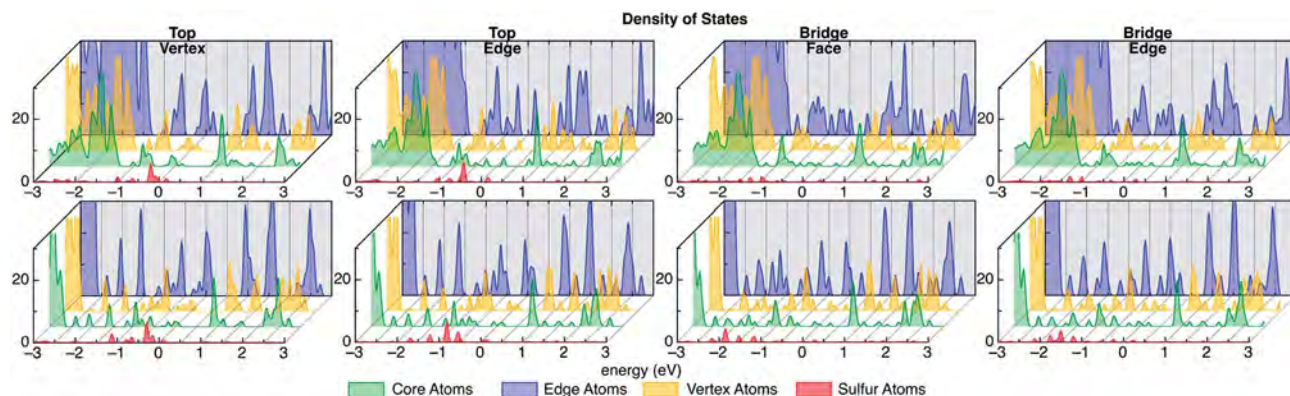 Density of States
Top Vertex
Top Edge
Bridge Face
Bridge Edge
20
20
20
20
0
0
0
0
−3 −2 −1 0 1 2 3
−3 −2 −1 0 1 2 3
−3 −2 −1 0 1 2 3
−3 −2 −1 0 1 2 3
20
20
20
20
0
0
0
0
−3 −2 −1 0 1 2 3
−3 −2 −1 0 1 2 3
−3 −2 −1 0 1 2 3
−3 −2 −1 0 1 2 3
energy (eV)
Core Atoms Edge Atoms Vertex Atoms Sulfur Atoms